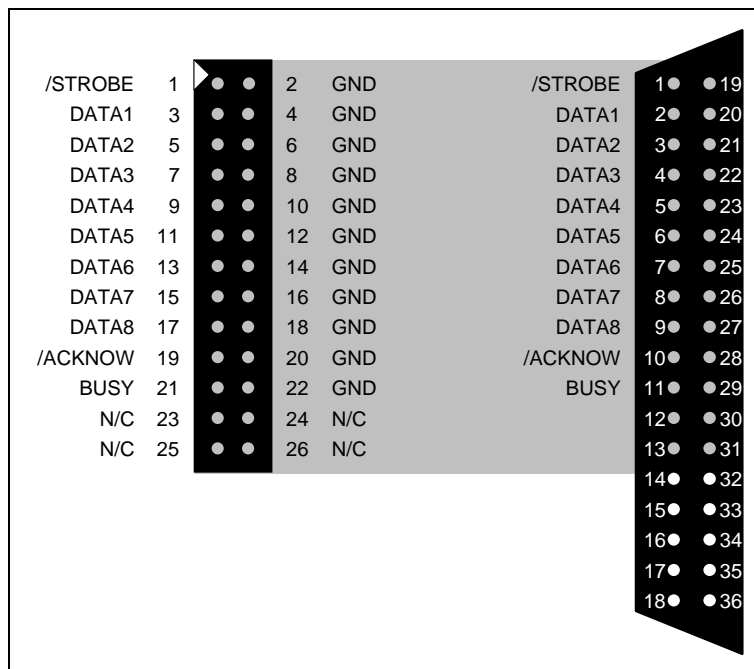 /STROBE 1 2 GND /STROBE 1 19
DATA1 3 4 GND DATA1 2 20
DATA2 5 6 GND DATA2 3 21
DATA3 7 8 GND DATA3 4 22
DATA4 9 10 GND DATA4 5 23
DATA5 11 12 GND DATA5 6 24
DATA6 13 14 GND DATA6 7 25
DATA7 15 16 GND DATA7 8 26
DATA8 17 18 GND DATA8 9 27
/ACKNOW 19 20 GND /ACKNOW 10 28
BUSY 21 22 GND BUSY 11 29
N/C 23 24 N/C 12 30
N/C 25 26 N/C 13 31
14 32
15 33
16 34
17 35
18 36